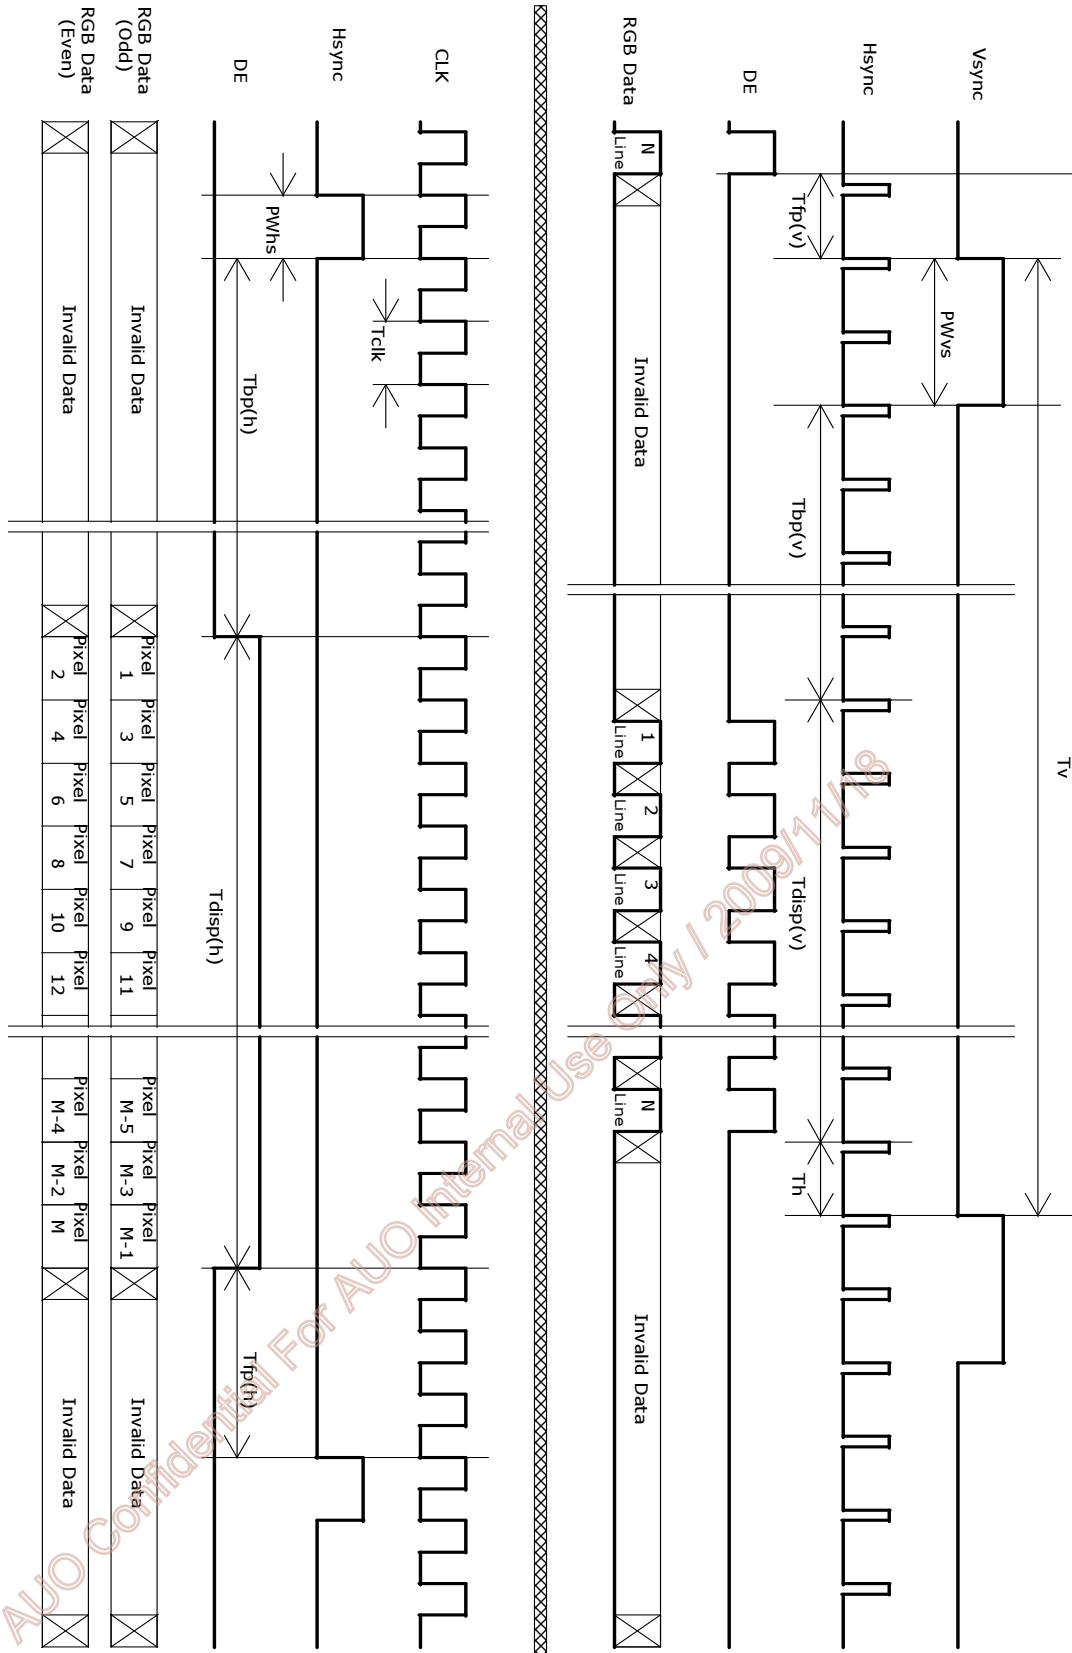 Vsync
Tv
PWvs
Hsync
Tfp(v)
Tbp(v)
Tdisp(v)
Th
DE
RGB Data
N
Line
Invalid Data
1
Line
2
Line
3
Line
4
Line
N
Line
Invalid Data
CLK
Tclk
Hsync
PWhs
DE
Tbp(h)
Tdisp(h)
Tfp(h)
RGB Data
(Odd)
Invalid Data
Pixel
1
Pixel
3
Pixel
5
Pixel
7
Pixel
9
Pixel
11
Pixel
M-5
Pixel
M-3
Pixel
M-1
Invalid Data
RGB Data
(Even)
Invalid Data
Pixel
2
Pixel
4
Pixel
6
Pixel
8
Pixel
10
Pixel
12
Pixel
M-4
Pixel
M-2
Pixel
M
Invalid Data
AUO Confidential For AUO Internal Use Only / 2009/11/18